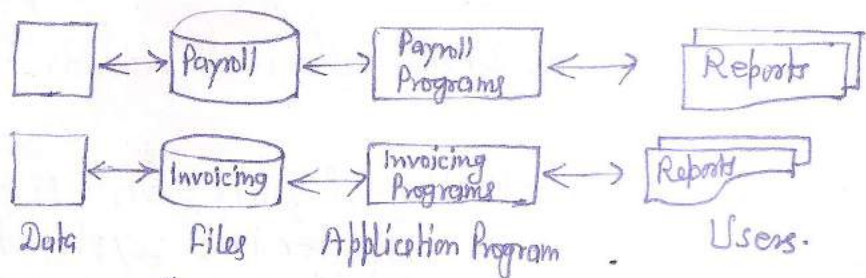 Payroll
Payroll
Programs
Reports
Invoicing
Invoicing
Programs
Reports
Data Files Application Program Users.